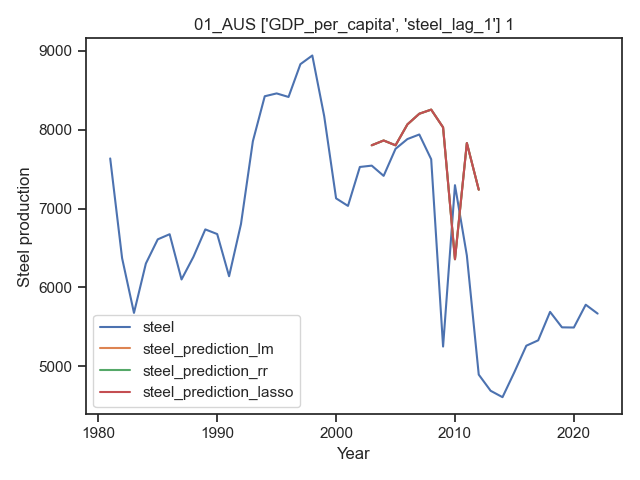 01_AUS ['GDP_per_capita', 'steel_lag_1'] 1
9000
8000
7000
6000
5000
Steel production
steel
steel_prediction_lm
steel_prediction_rr
steel_prediction_lasso
1980
1990
2000
2010
2020
Year